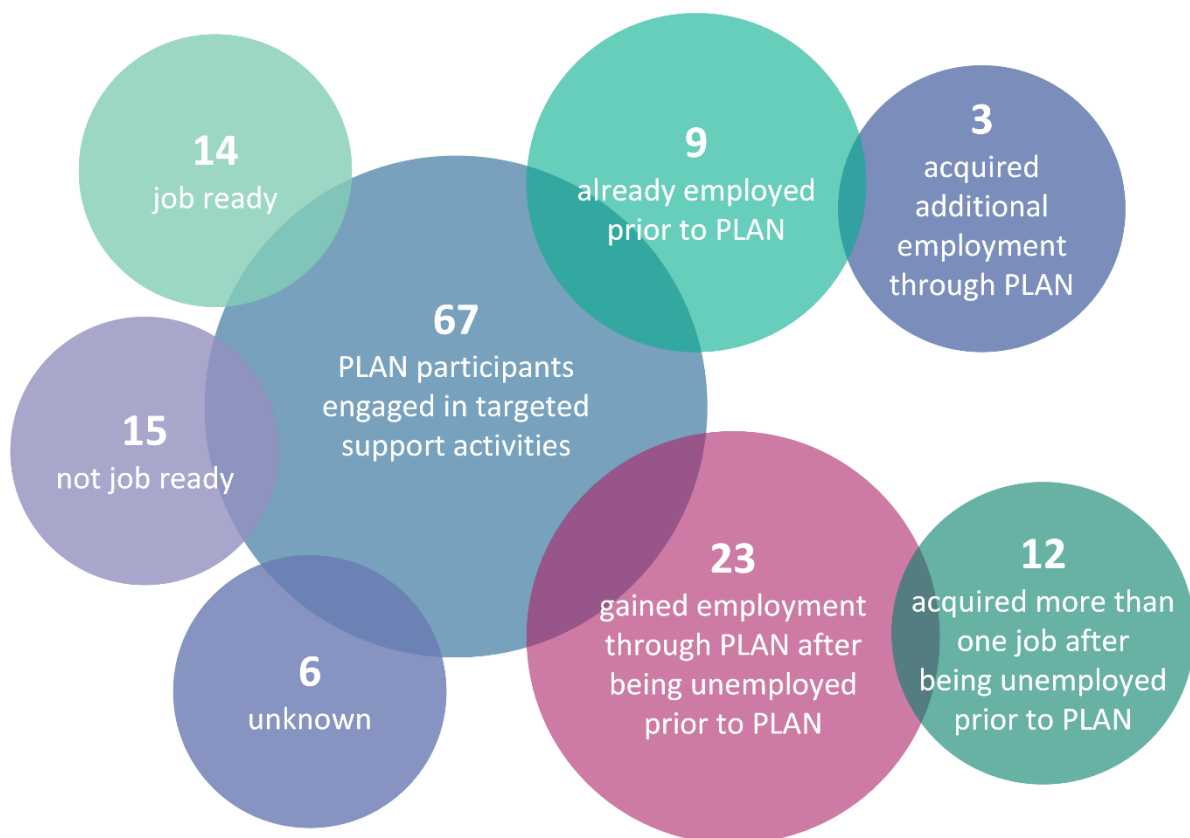 14
job ready
9
already employed
prior to PLAN
3
acquired
additional
employment
through PLAN
67
PLAN participants
engaged in targeted
support activities
15
not job ready
6
unknown
23
gained employment
through PLAN after
being unemployed
prior to PLAN
12
acquired more than
one job after
being unemployed
prior to PLAN